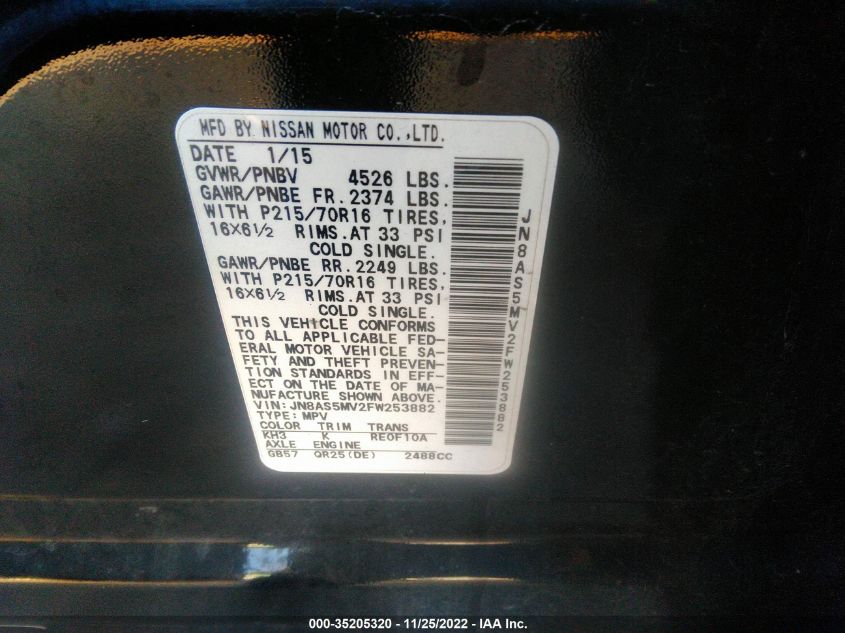 MFD BY NISSAN MOTOR CO.,LTD.
DATE 1/15
GVWR/PNBV 4526 LBS.
GAWR/PNBE FR. 2374 LBS.
WITH P215/70R16 TIRES,
16X6½ RIMS.AT 33 PSI
COLD SINGLE.
GAWR/PNBE RR. 2249 LBS.
WITH P215/70R16 TIRES,
16X6½ RIMS.AT 33 PSI
COLD SINGLE.
THIS VEHICLE CONFORMS
TO ALL APPLICABLE FED-
ERAL MOTOR VEHICLE SA-
FETY AND THEFT PREVEN-
TION STANDARDS IN EFF-
ECT ON THE DATE OF MA-
NUFACTURE SHOWN ABOVE.
VIN: JN8AS5MV2FW253882
TYPE: MPV
COLOR TRIM TRANS
KH3 K RE0F10A
AXLE ENGINE
GB57 QR25(DE) 2488CC
JN8AS5MV2FW253882
000-35205320 - 11/25/2022 - IAA Inc.